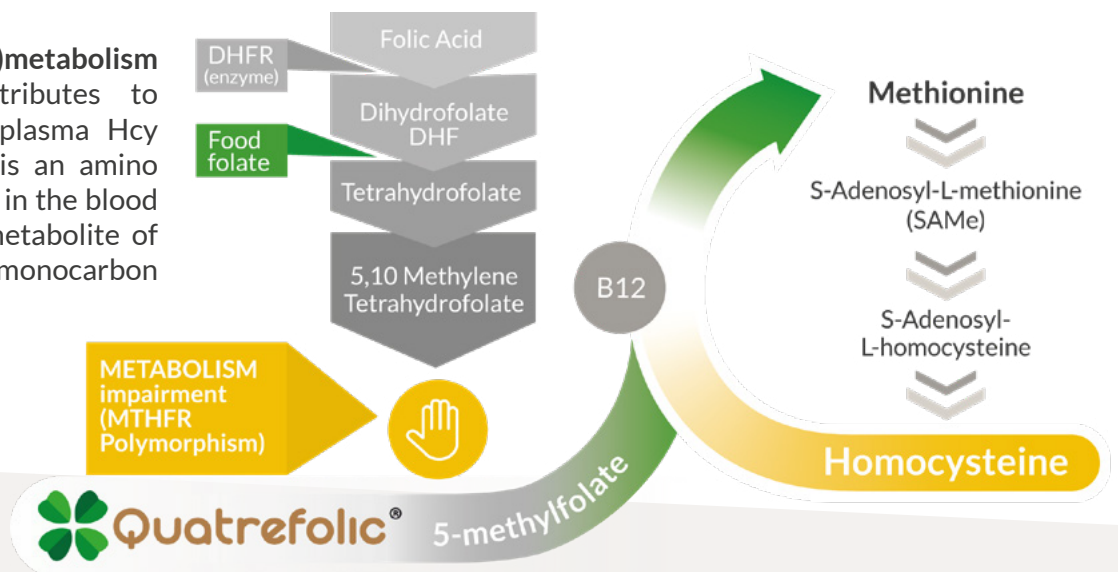 )metabolism
tributes to
plasma Hcy
is an amino
in the blood
netabolite of
monocarbon
DHFR
(enzyme)
Food
folate
Folic Acid
Dihydrofolate
DHF
Tetrahydrofolate
5,10 Methylene
Tetrahydrofolate
METABOLISM
impairment
(MTHFR
Polymorphism)
B12
Methionine
S-Adenosyl-L-methionine
(SAMe)
S-Adenosyl-
L-homocysteine
Homocysteine
Quatrefolic®
5-methylfolate